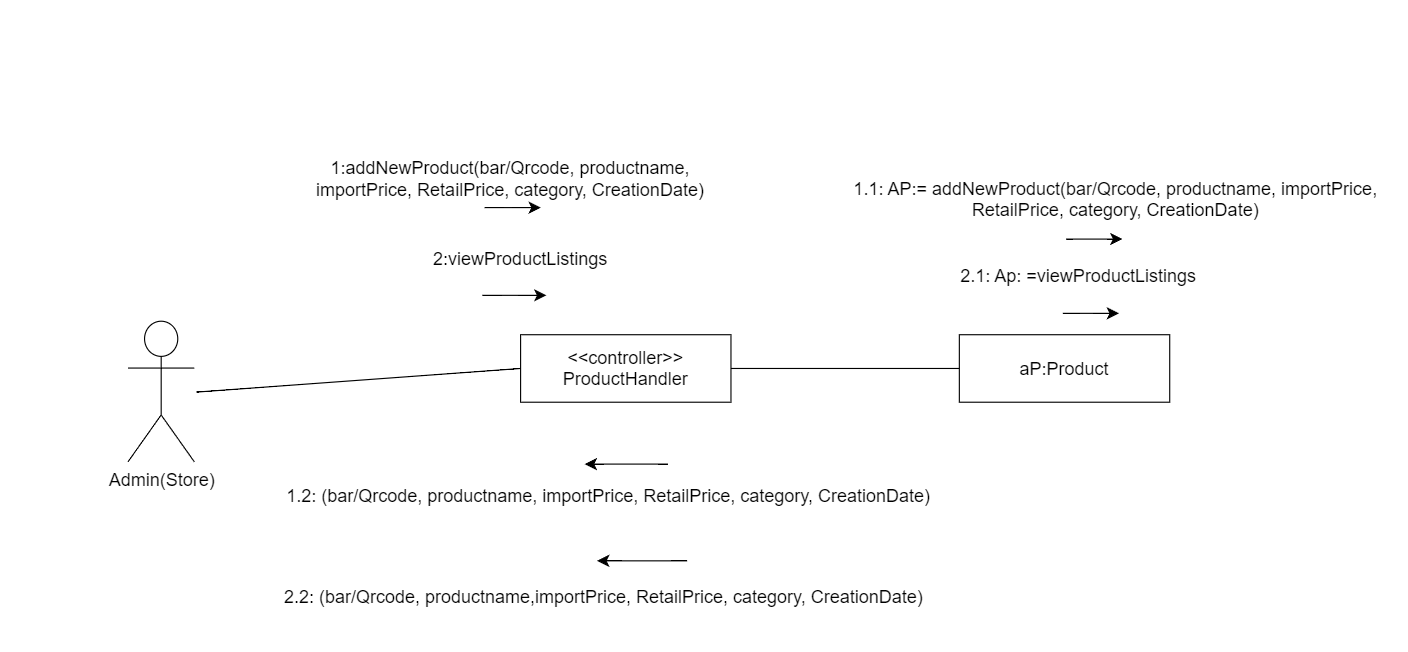 1:addNewProduct(bar/Qrcode, productname,
importPrice, RetailPrice, category, CreationDate)
1.1: AP:= addNewProduct(bar/Qrcode, productname, importPrice,
RetailPrice, category, CreationDate)
2:viewProductListings
2.1: Ap: =viewProductListings
<<controller>>
ProductHandler
aP:Product
Admin(Store)
1.2: (bar/Qrcode, productname, importPrice, RetailPrice, category, CreationDate)
2.2: (bar/Qrcode, productname,importPrice, RetailPrice, category, CreationDate)